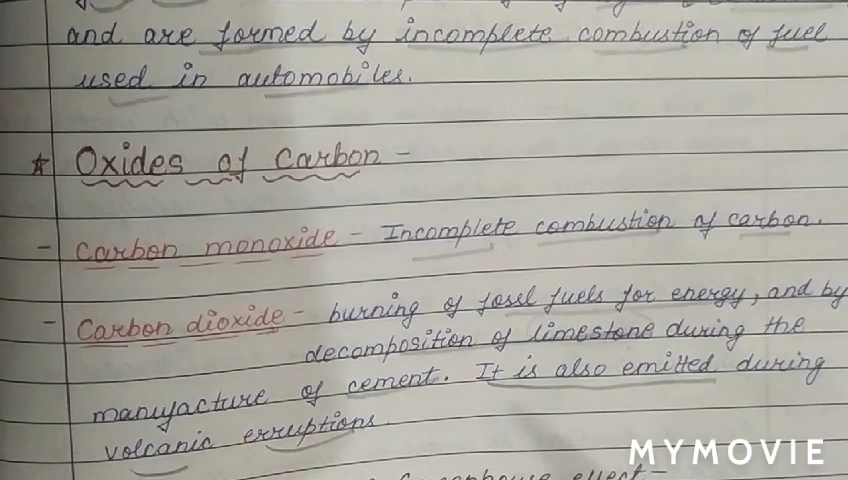 and are formed by incomplete combustion of fuel
used in automobiles.
* Oxides of Carbon -
- Carbon monoxide - Incomplete combustion of carbon.
- Carbon dioxide - burning of fossl fuels for energy, and by
decomposition of limestone during the
manufacture of cement. It is also emitted during
volcanic erruptions.
effect -
MYMOVIE